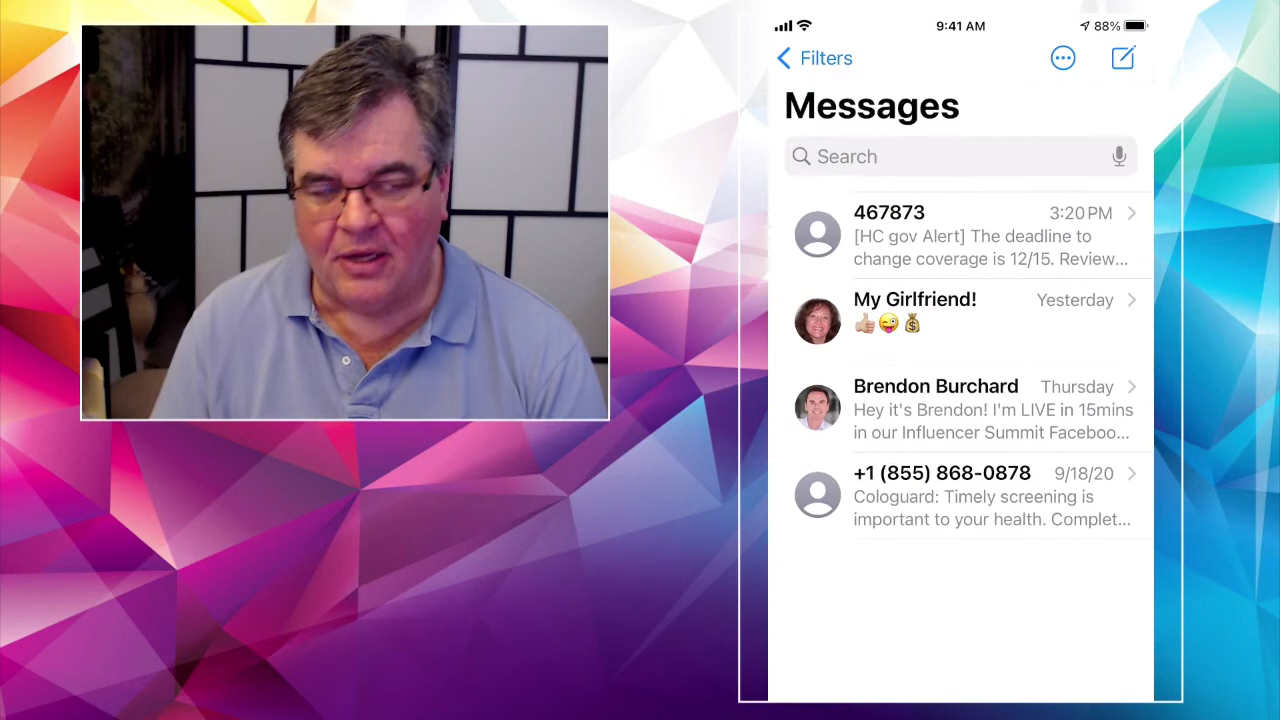 9:41 AM
88%
Filters
Messages
Search
467873 3:20 PM
[HC gov Alert] The deadline to
change coverage is 12/15. Review...
My Girlfriend! Yesterday
👍🏼😜💰
Brendon Burchard Thursday
Hey it's Brendon! I'm LIVE in 15mins
in our Influencer Summit Faceboo...
+1 (855) 868-0878 9/18/20
Cologuard: Timely screening is
important to your health. Complet...